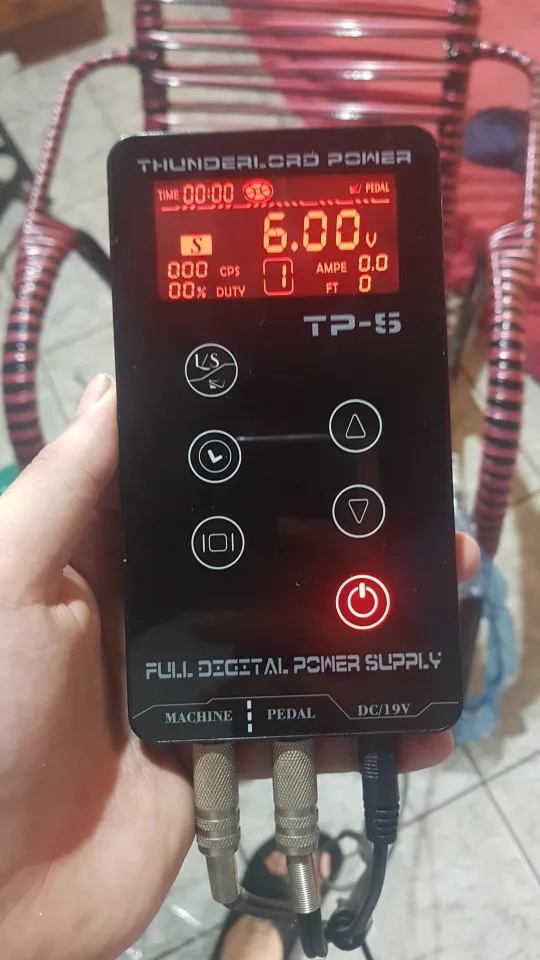 THUNDERLORD POWER
TIME 00:00 PEDAL
S 6.00 V
000 CPS 1 AMPE 0.0
00% DUTY FT 0
TP-5
L/S
FULL DIGITAL POWER SUPPLY
MACHINE PEDAL DC/19V